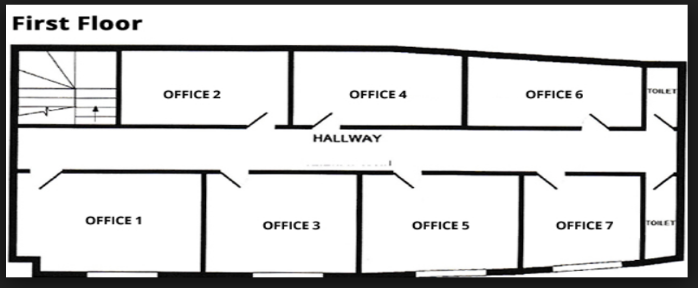 First Floor
OFFICE 2
OFFICE 4
OFFICE 6
TOILET
HALLWAY
OFFICE 1
OFFICE 3
OFFICE 5
OFFICE 7
TOILET